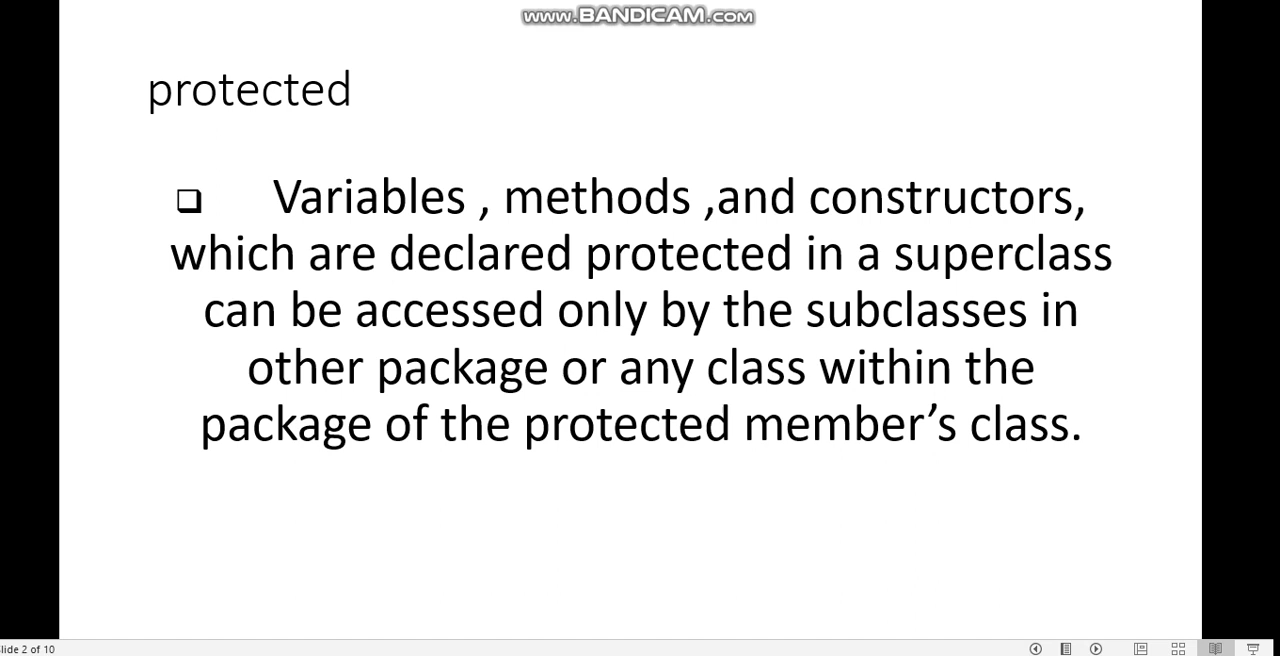 www.BANDICAM.com
protected
❑ Variables , methods ,and constructors,
which are declared protected in a superclass
can be accessed only by the subclasses in
other package or any class within the
package of the protected member’s class.
lide 2 of 10